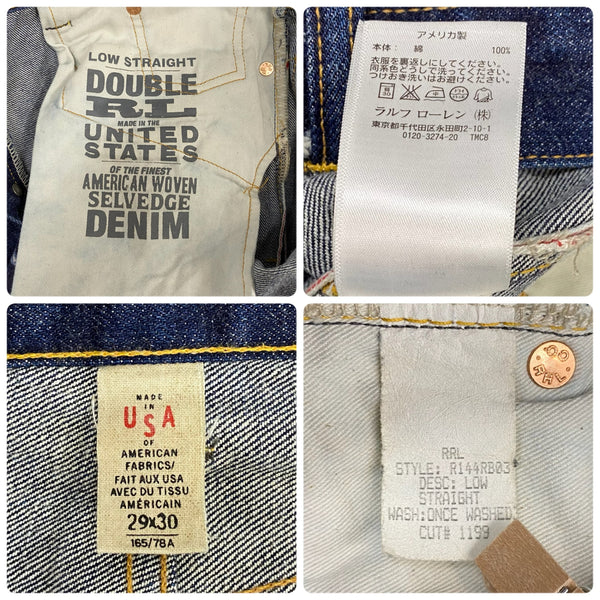 LOW STRAIGHT
DOUBLE
RL
MADE IN THE
UNITED
STATES
OF THE FINEST
AMERICAN WOVEN
SELVEDGE
DENIM
アメリカ製
本体: 綿 100%
衣服を裏返しにして洗ってください。
同系色どうしで洗ってください。
つけおき洗いはお避けください。
ラルフ ローレン (株)
東京都千代田区永田町2-10-1
0120-3274-20 TMC8
MADE
IN
USA
OF
AMERICAN
FABRICS/
FAIT AUX USA
AVEC DU TISSU
AMÉRICAIN
29x30
165/78A
RRL
RRL
STYLE: R144RB03
DESC: LOW
STRAIGHT
WASH:ONCE WASHED
CUT# 1199